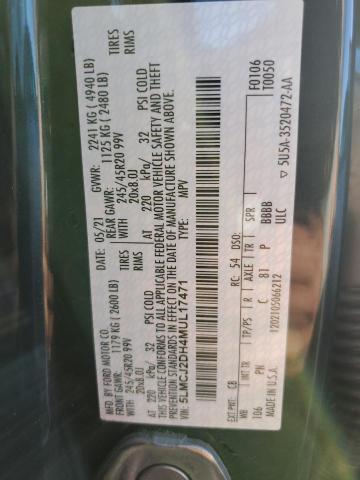 MFD. BY FORD MOTOR CO.
DATE: 05/21 GVWR: 2241 KG ( 4940 LB)
FRONT GAWR: 1179 KG ( 2600 LB) REAR GAWR: 1125 KG ( 2480 LB)
WITH 245/45R20 99V TIRES WITH 245/45R20 99V TIRES
20x8.0J RIMS 20x8.0J RIMS
AT 220 kPa/ 32 PSI COLD AT 220 kPa/ 32 PSI COLD
THIS VEHICLE CONFORMS TO ALL APPLICABLE FEDERAL MOTOR VEHICLE SAFETY AND THEFT PREVENTION
STANDARDS IN EFFECT ON THE DATE OF MANUFACTURE SHOWN ABOVE.
VIN: 5LMCJ2DH4MUL17471 TYPE: MPV
F0106
T0050
EXT PNT: CB RC: 54 DSO:
WB INT TR TP/PS R AXLE TR SPR
106 PN C 81 P BBBB
ULC
1202105066212
MADE IN U.S.A.
▽ 5U5A-3520472-AA